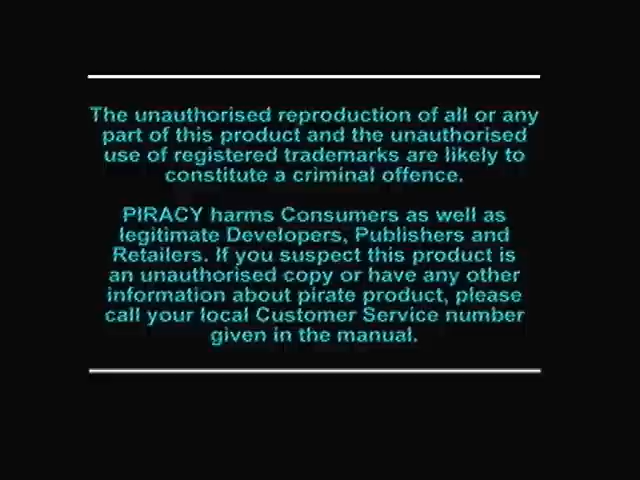 The unauthorised reproduction of all or any
part of this product and the unauthorised
use of registered trademarks are likely to
constitute a criminal offence.
PIRACY harms Consumers as well as
legitimate Developers, Publishers and
Retailers. If you suspect this product is
an unauthorised copy or have any other
information about pirate product, please
call your local Customer Service number
given in the manual.